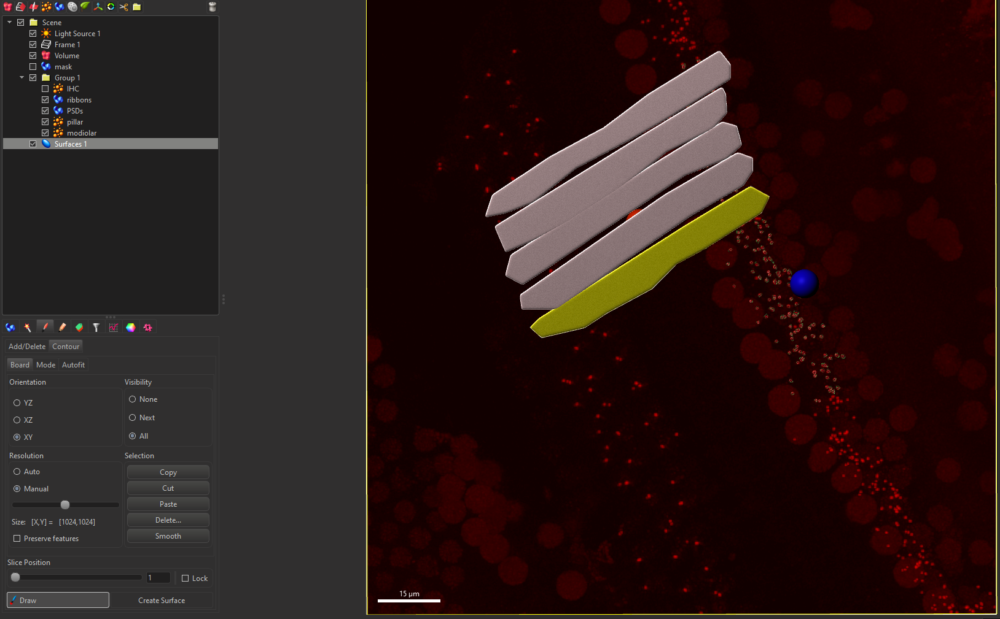 Scene
Light Source 1
Frame 1
Volume
mask
Group 1
IHC
ribbons
PSDs
pillar
modiolar
Surfaces 1
Add/Delete Contour
Board Mode Autofit
Orientation Visibility
YZ None
XZ Next
XY All
Resolution Selection
Auto Copy
Manual Cut
Paste
Size: [X,Y] = [1024,1024] Delete...
Preserve features Smooth
Slice Position
1 Lock
Draw Create Surface
15 µm